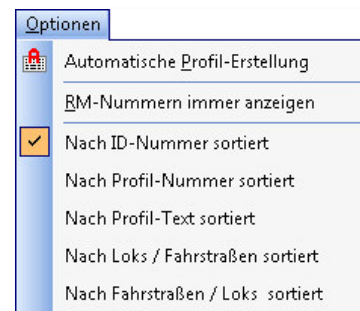 Optionen
Automatische Profil-Erstellung
RM-Nummern immer anzeigen
Nach ID-Nummer sortiert
Nach Profil-Nummer sortiert
Nach Profil-Text sortiert
Nach Loks / Fahrstraßen sortiert
Nach Fahrstraßen / Loks  sortiert